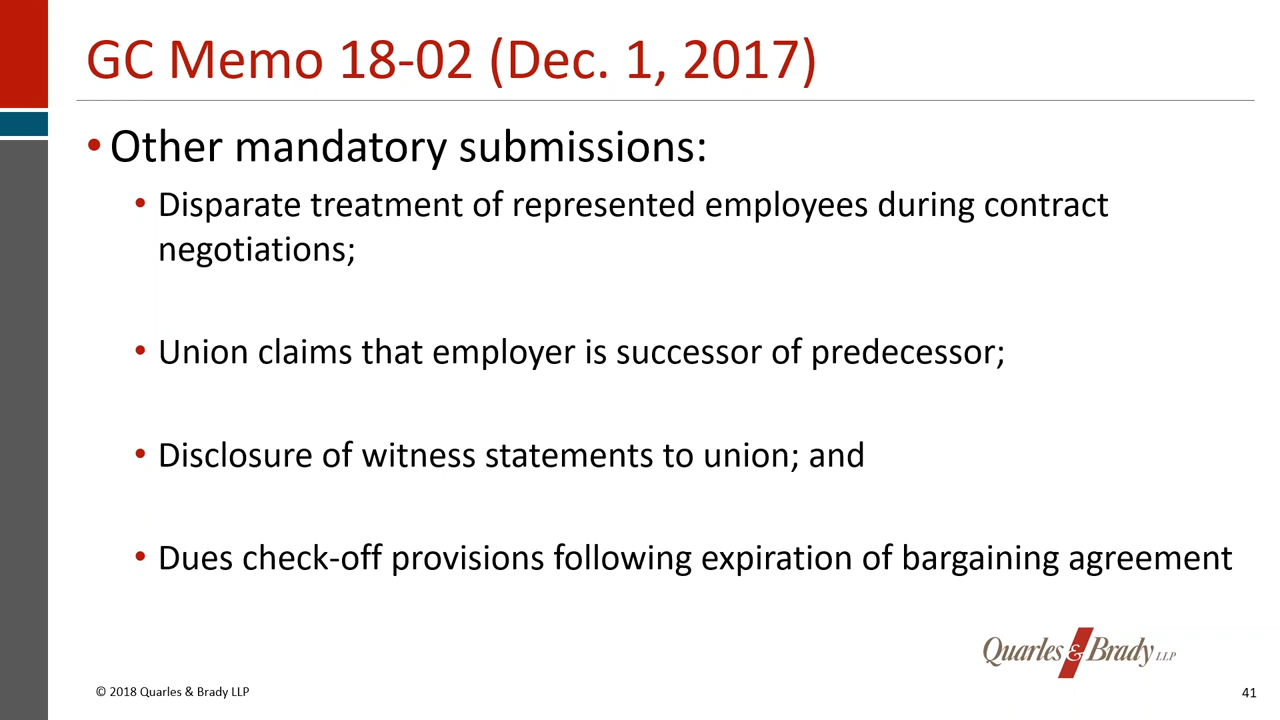 GC Memo 18-02 (Dec. 1, 2017)
• Other mandatory submissions:
• Disparate treatment of represented employees during contract
negotiations;
• Union claims that employer is successor of predecessor;
• Disclosure of witness statements to union; and
• Dues check-off provisions following expiration of bargaining agreement
Quarles & Brady LLP
© 2018 Quarles & Brady LLP
41